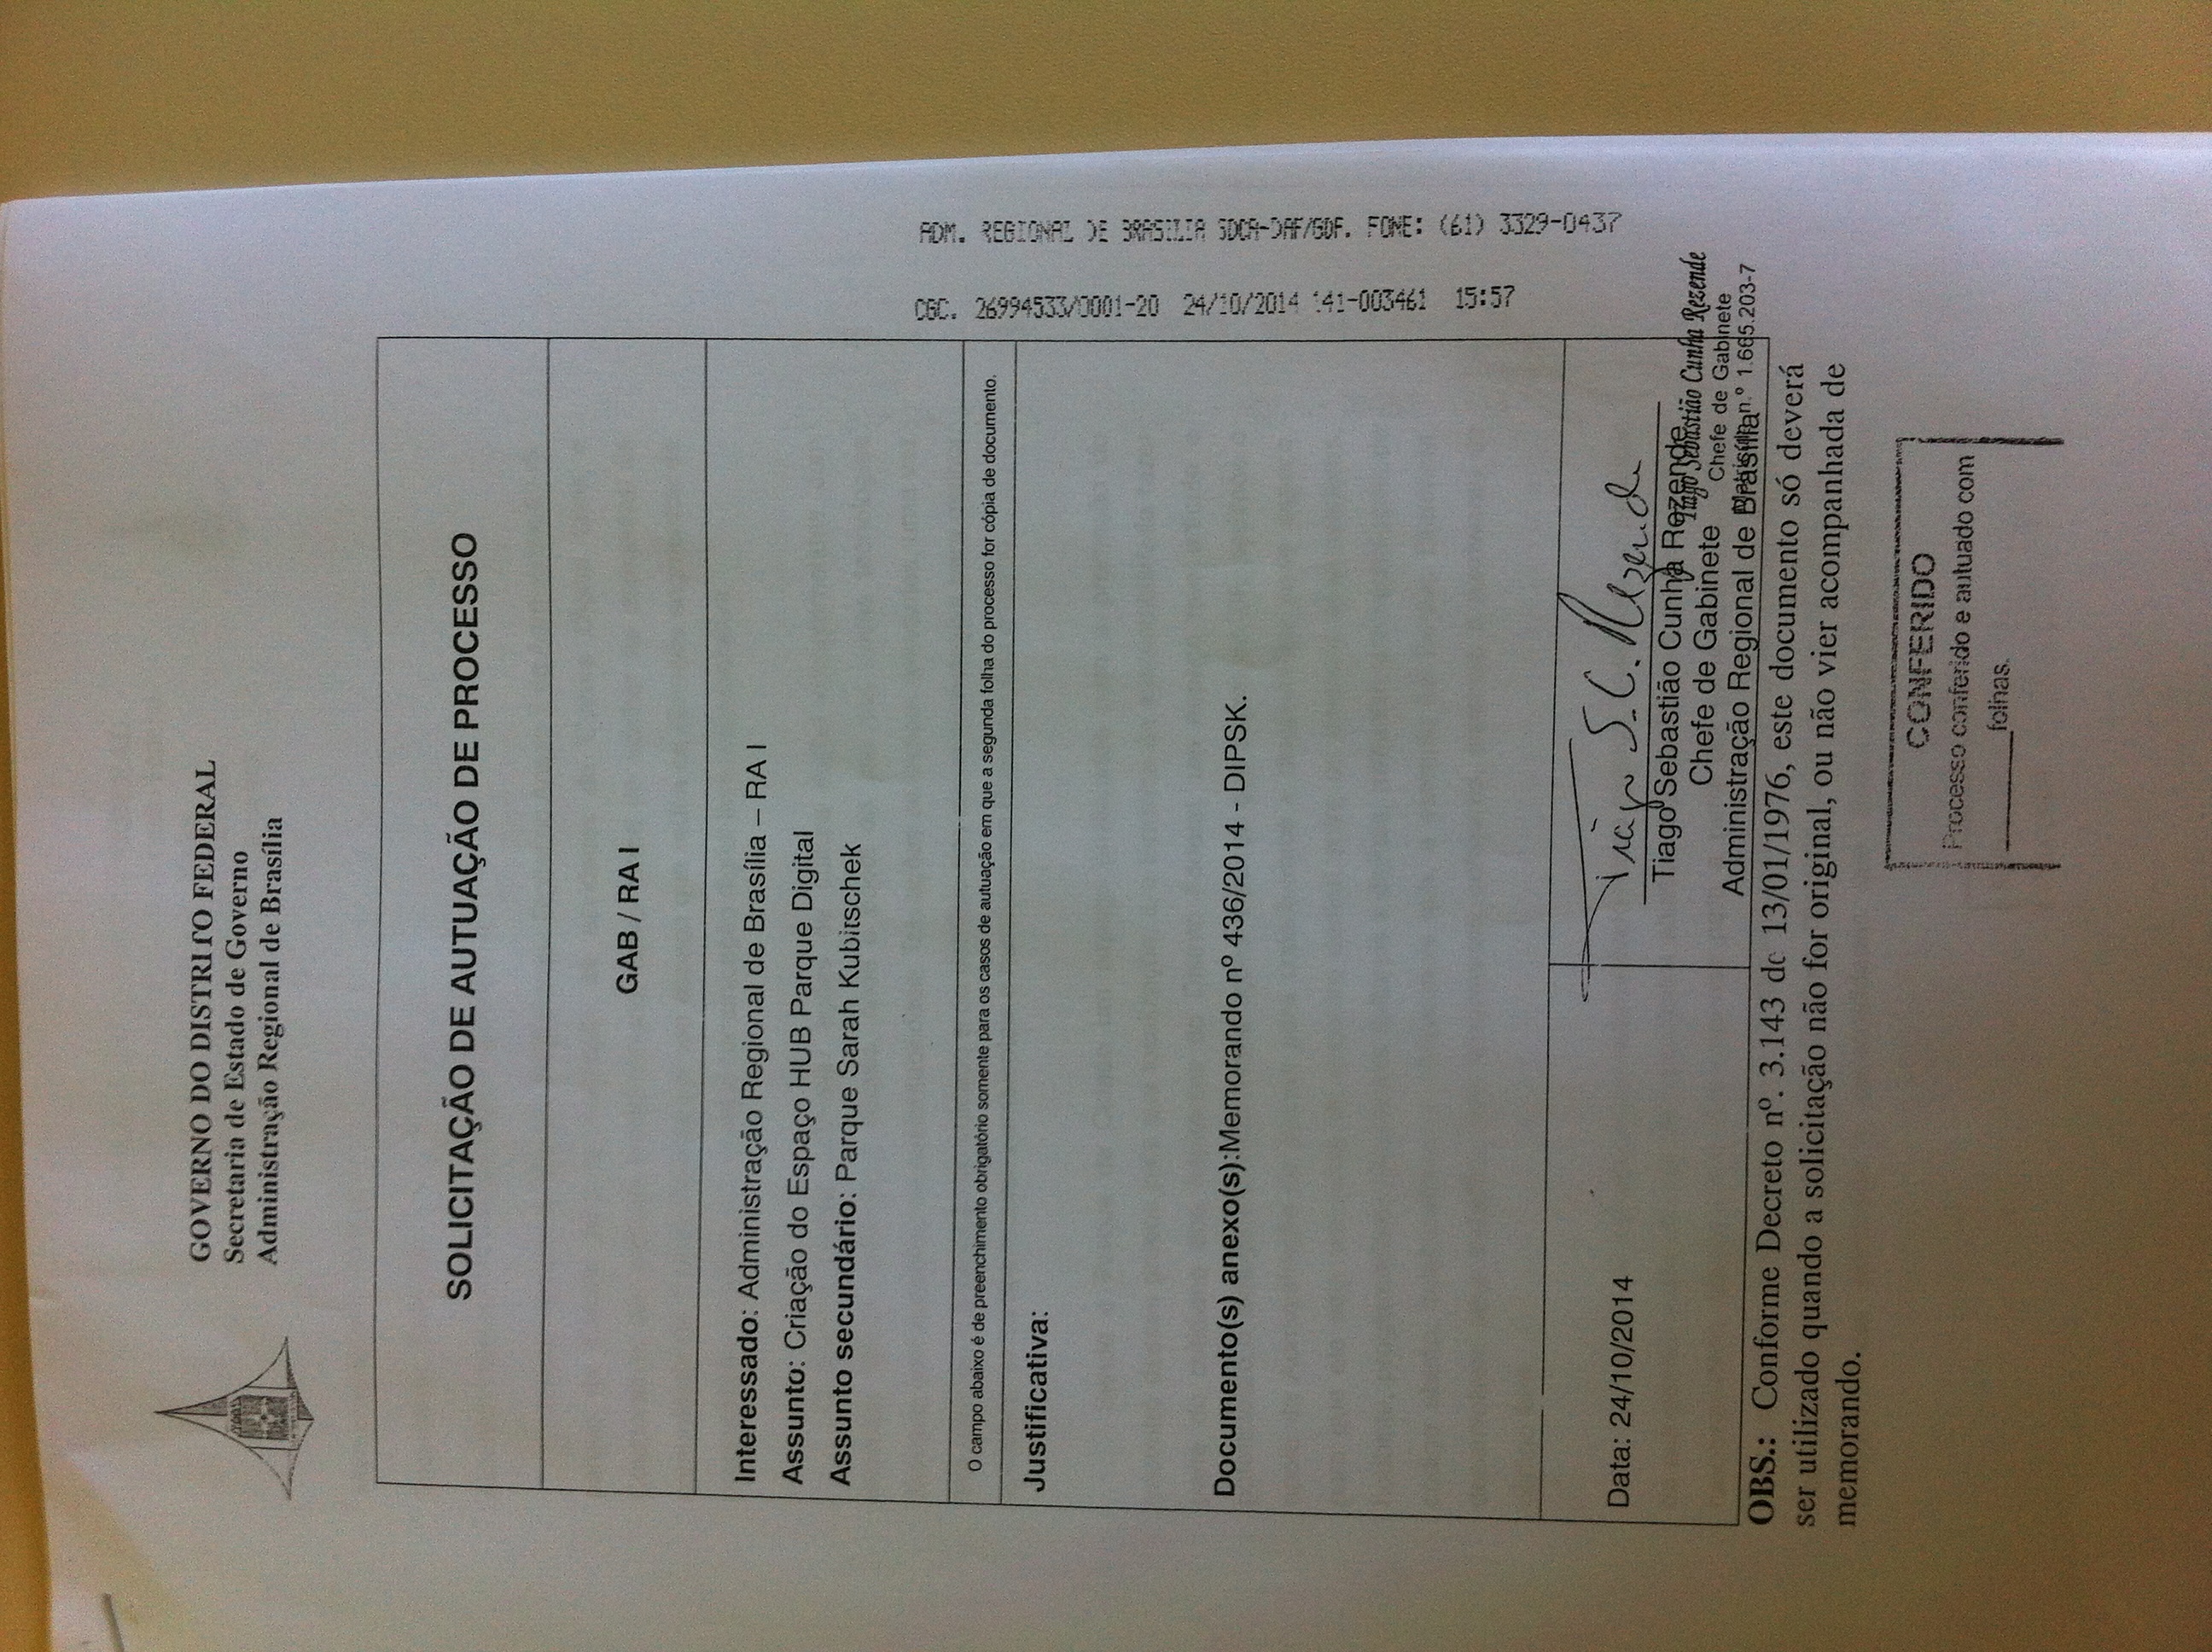 GOVERNO DO DISTRITO FEDERAL
Secretaria de Estado de Governo
Administração Regional de Brasília
SOLICITAÇÃO DE AUTUAÇÃO DE PROCESSO
GAB / RA I
Interessado: Administração Regional de Brasília – RA I
Assunto: Criação do Espaço HUB Parque Digital
Assunto secundário: Parque Sarah Kubitschek
O campo abaixo é de preenchimento obrigatório somente para os casos de autuação em que a segunda folha do processo for cópia de documento.
Justificativa:
Documento(s) anexo(s):Memorando nº 436/2014 - DIPSK.
Data: 24/10/2014
Tiago S. C. Rezende
Tiago Sebastião Cunha Rezende
Chefe de Gabinete
Administração Regional de Brasília
Tiago Sebastião Cunha Rezende
Chefe de Gabinete
Matrícula n.º 1.665.203-7
OBS.: Conforme Decreto nº. 3.143 de 13/01/1976, este documento só deverá
ser utilizado quando a solicitação não for original, ou não vier acompanhada de
memorando.
CONFERIDO
Processo conferido e autuado com
folhas.
ADM. REGIONAL DE BRASILIA FONE: (61) 3329-0437
CGC. 26994533/0001-20 24/10/2014 141-003461 15:57